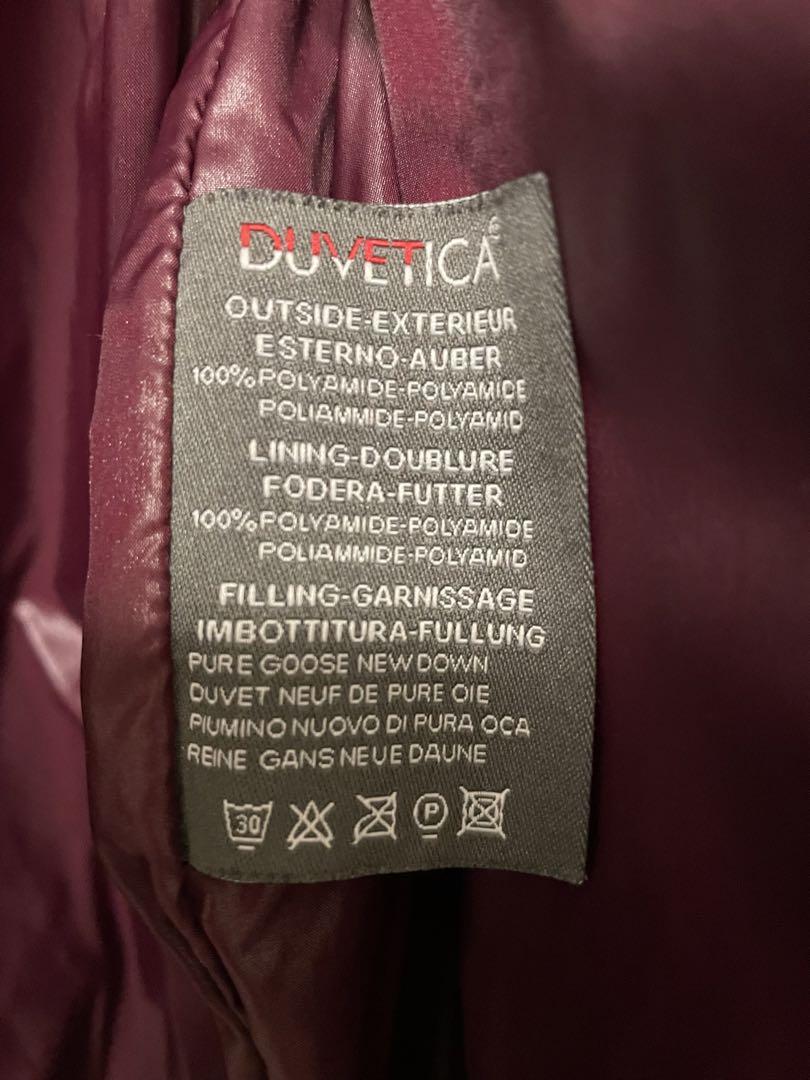 DUVETICA®
OUTSIDE-EXTERIEUR
ESTERNO-AUBER
100% POLYAMIDE-POLYAMIDE
POLIAMMIDE-POLYAMID
LINING-DOUBLURE
FODERA-FUTTER
100% POLYAMIDE-POLYAMIDE
POLIAMMIDE-POLYAMID
FILLING-GARNISSAGE
IMBOTTITURA-FULLUNG
PURE GOOSE NEW DOWN
DUVET NEUF DE PURE OIE
PIUMINO NUOVO DI PURA OCA
REINE GANS NEUE DAUNE
30 P